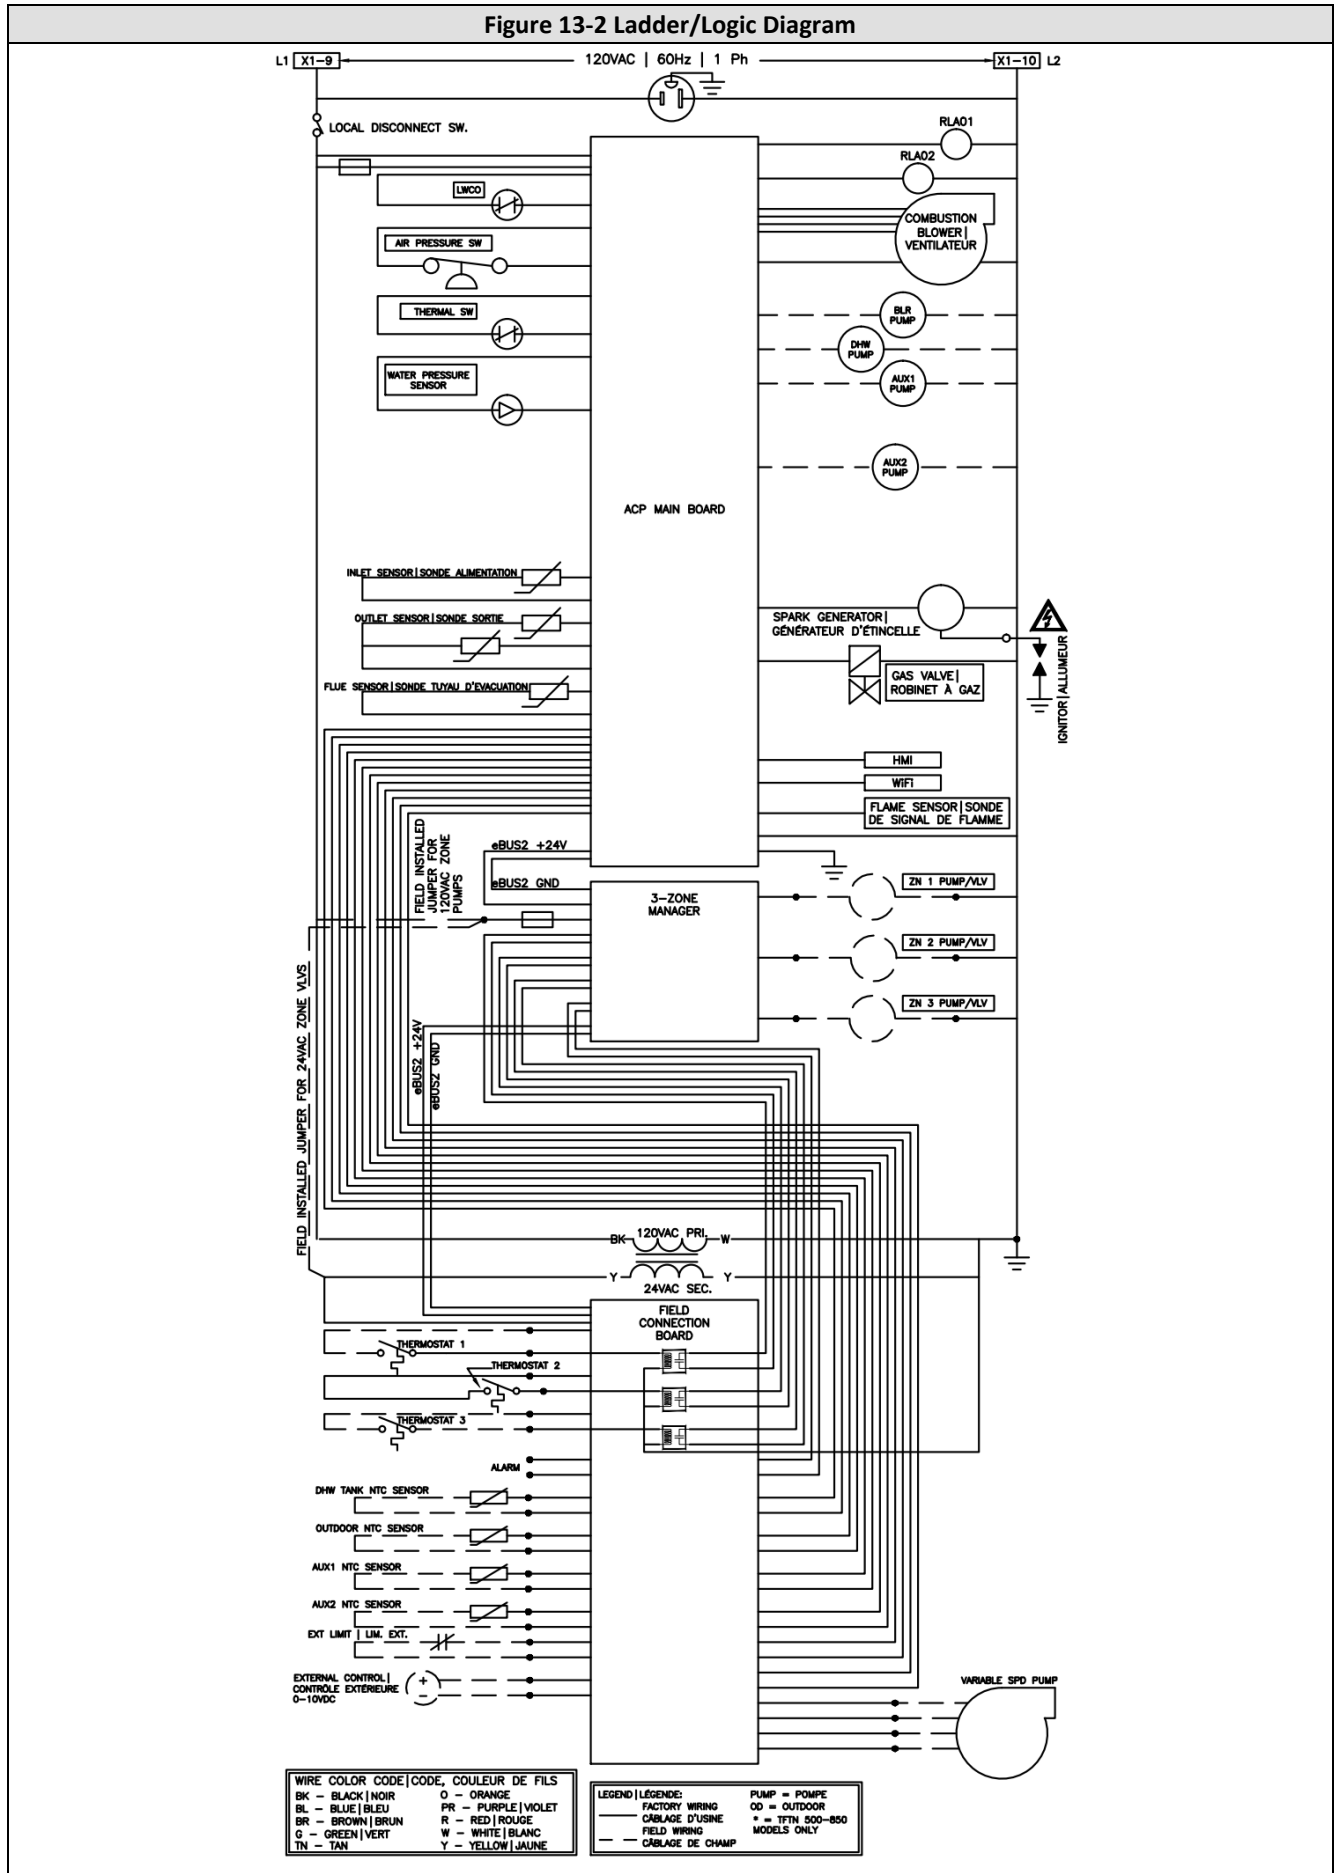 Figure 13-2 Ladder/Logic Diagram
L1 X1-9
120VAC | 60Hz | 1 Ph
X1-10 L2
LOCAL DISCONNECT SW.
RLA01
RLA02
LWCO
COMBUSTION
BLOWER|
VENTILATEUR
AIR PRESSURE SW
THERMAL SW
BLR
PUMP
DHW
PUMP
WATER PRESSURE
SENSOR
AUX1
PUMP
AUX2
PUMP
ACP MAIN BOARD
INLET SENSOR|SONDE ALIMENTATION
OUTLET SENSOR|SONDE SORTIE
SPARK GENERATOR|
GÉNÉRATEUR D'ÉTINCELLE
IGNITOR|ALLUMEUR
GAS VALVE|
ROBINET À GAZ
FLUE SENSOR|SONDE TUYAU D'EVACUATION
HMI
WiFi
FLAME SENSOR|SONDE
DE SIGNAL DE FLAMME
FIELD INSTALLED
JUMPER FOR
120VAC ZONE
PUMPS
eBUS2 +24V
eBUS2 GND
3-ZONE
MANAGER
ZN 1 PUMP/VLV
ZN 2 PUMP/VLV
ZN 3 PUMP/VLV
FIELD INSTALLED JUMPER FOR 24VAC ZONE VLVS
eBUS2 +24V
eBUS2 GND
BK 120VAC PRI. W
Y Y
24VAC SEC.
FIELD
CONNECTION
BOARD
THERMOSTAT 1
THERMOSTAT 2
THERMOSTAT 3
ALARM
DHW TANK NTC SENSOR
OUTDOOR NTC SENSOR
AUX1 NTC SENSOR
AUX2 NTC SENSOR
EXT LIMIT | LIM. EXT.
EXTERNAL CONTROL|
CONTRÔLE EXTÉRIEURE
0-10VDC
+
-
VARIABLE SPD PUMP
WIRE COLOR CODE|CODE, COULEUR DE FILS
BK - BLACK|NOIR O - ORANGE
BL - BLUE|BLEU PR - PURPLE|VIOLET
BR - BROWN|BRUN R - RED|ROUGE
G - GREEN|VERT W - WHITE|BLANC
TN - TAN Y - YELLOW|JAUNE
LEGEND|LÉGENDE: PUMP = POMPE
FACTORY WIRING OD = OUTDOOR
CÂBLAGE D'USINE * = TFTN 500-850
FIELD WIRING MODELS ONLY
CÂBLAGE DE CHAMP